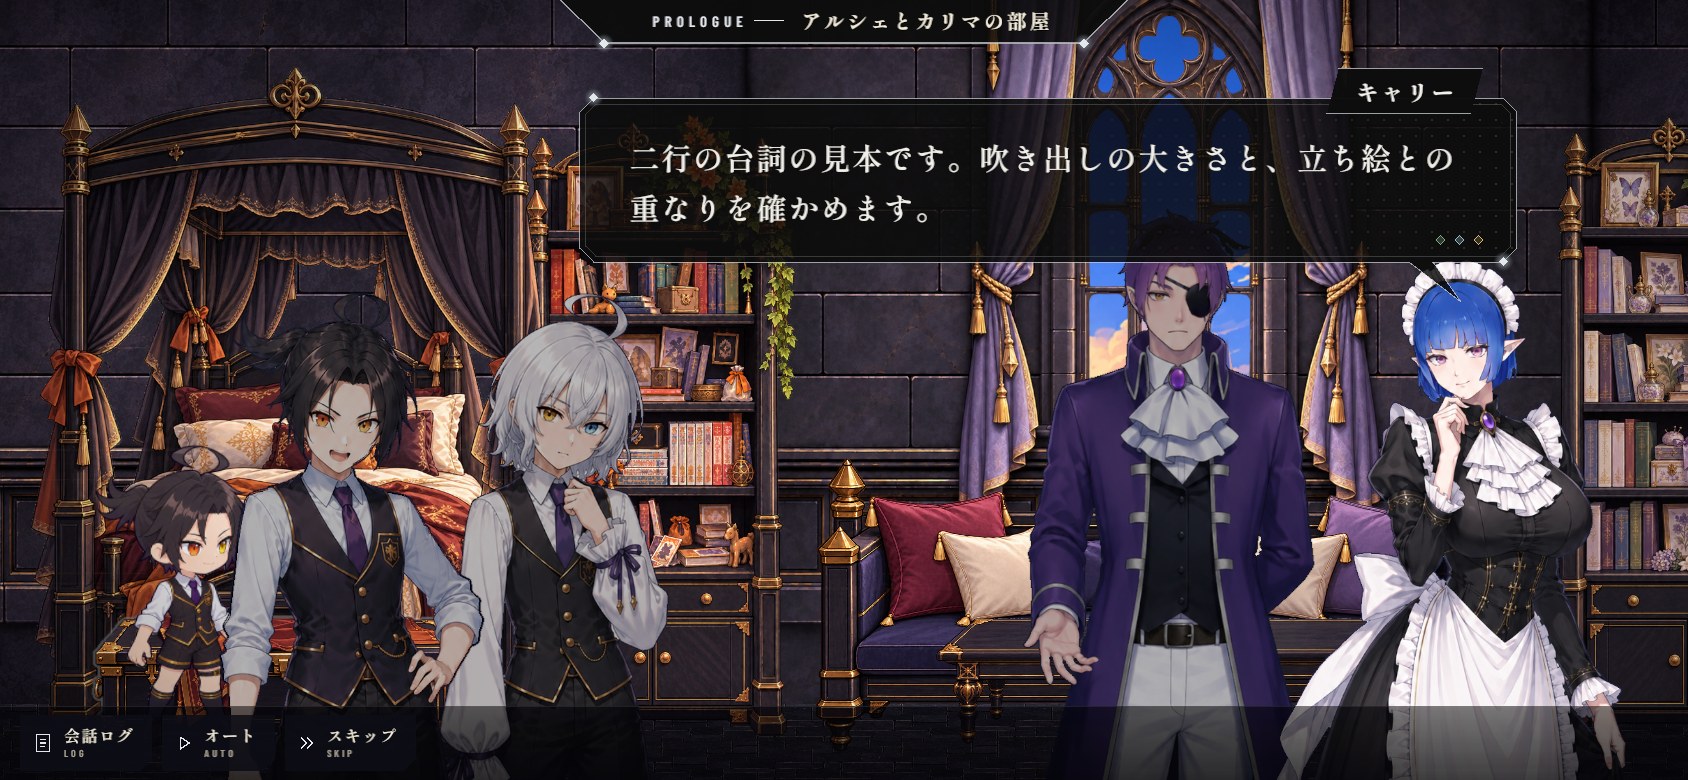 PROLOGUE — アルシェとカリマの部屋
キャリー
二行の台詞の見本です。吹き出しの大きさと、立ち絵との
重なりを確かめます。
会話ログ
LOG
オート
AUTO
スキップ
SKIP